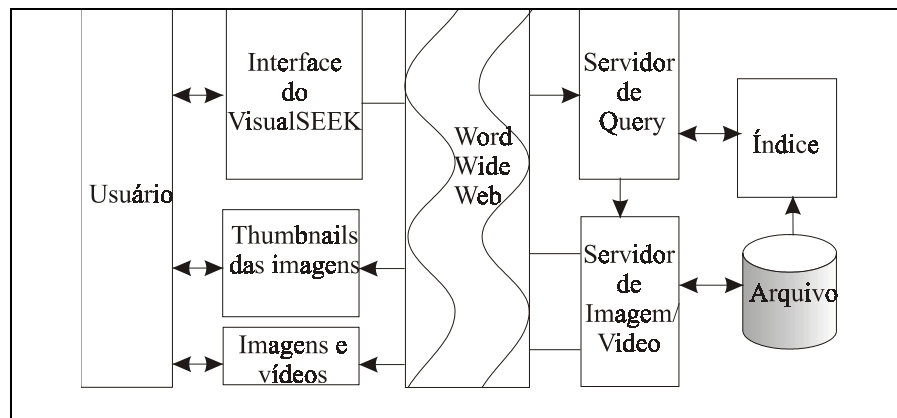 Usuário
Interface
do
VisualSEEK
Thumbnails
das imagens
Imagens e
vídeos
Word
Wide
Web
Servidor
de
Query
Servidor
de
Imagem/
Video
Índice
Arquivo